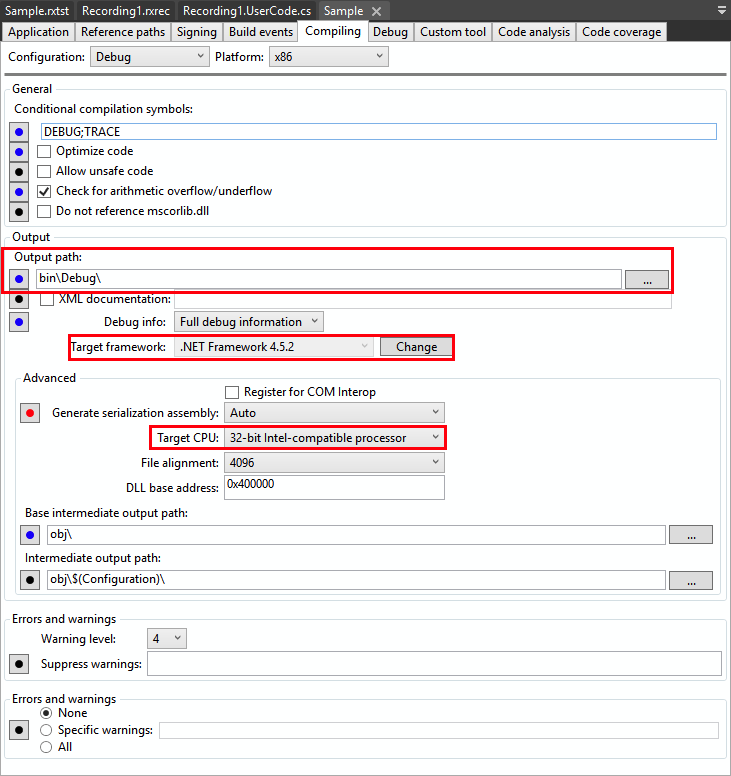 Sample.rxtst Recording1.rxrec Recording1.UserCode.cs Sample
Application Reference paths Signing Build events Compiling Debug Custom tool Code analysis Code coverage
Configuration: Debug Platform: x86
General
Conditional compilation symbols:
DEBUG;TRACE
Optimize code
Allow unsafe code
Check for arithmetic overflow/underflow
Do not reference mscorlib.dll
Output
Output path:
bin\Debug\ ...
XML documentation:
Debug info: Full debug information
Target framework: .NET Framework 4.5.2 Change
Advanced
Register for COM Interop
Generate serialization assembly: Auto
Target CPU: 32-bit Intel-compatible processor
File alignment: 4096
DLL base address: 0x400000
Base intermediate output path:
obj\ ...
Intermediate output path:
obj\$(Configuration)\ ...
Errors and warnings
Warning level: 4
Suppress warnings:
Errors and warnings
None
Specific warnings:
All